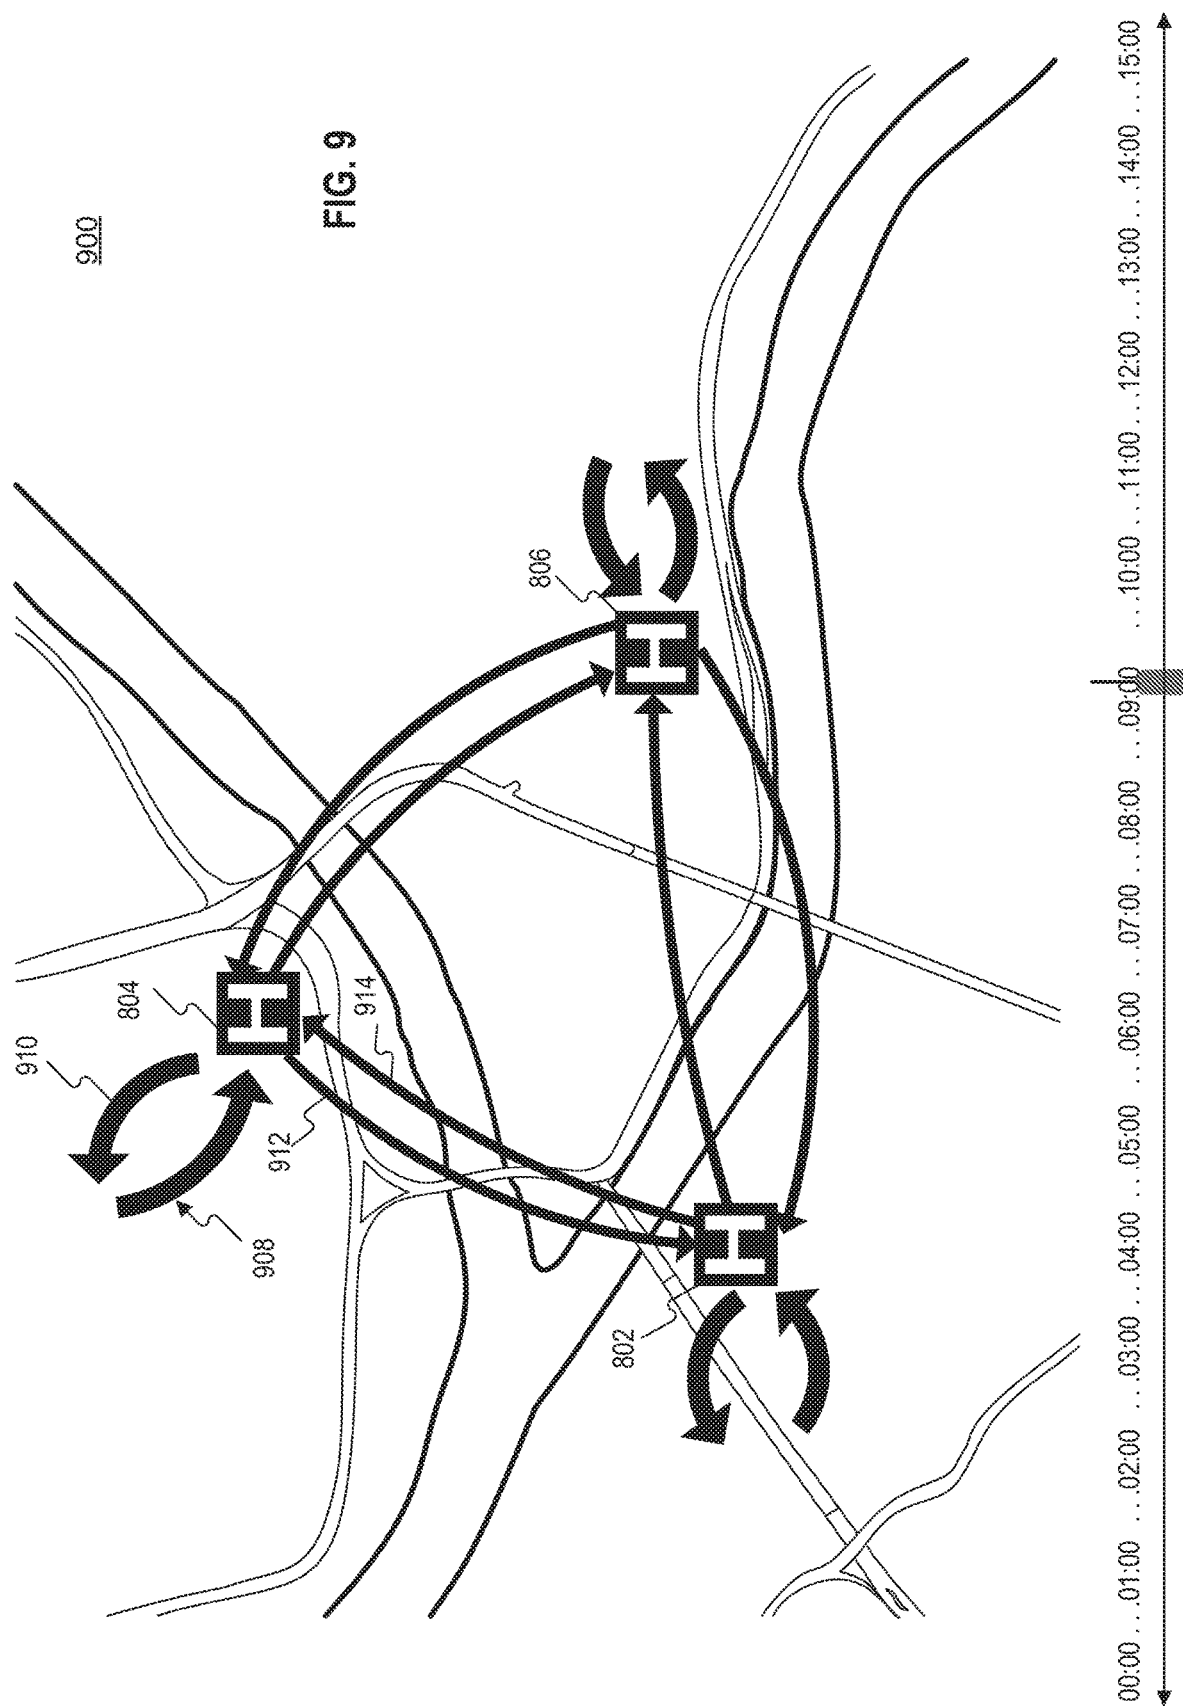 910
900
804
H
908
912
FIG. 9
914
806
802
H
H
00:00 . . .01:00 . . .02:00 . . .03:00 . . .04:00 . . .05:00 . . .06:00 . . .07:00 . . .08:00 . . .09:00 . . .10:00 . . .11:00 . . .12:00 . . .13:00 . . .14:00 . . .15:00